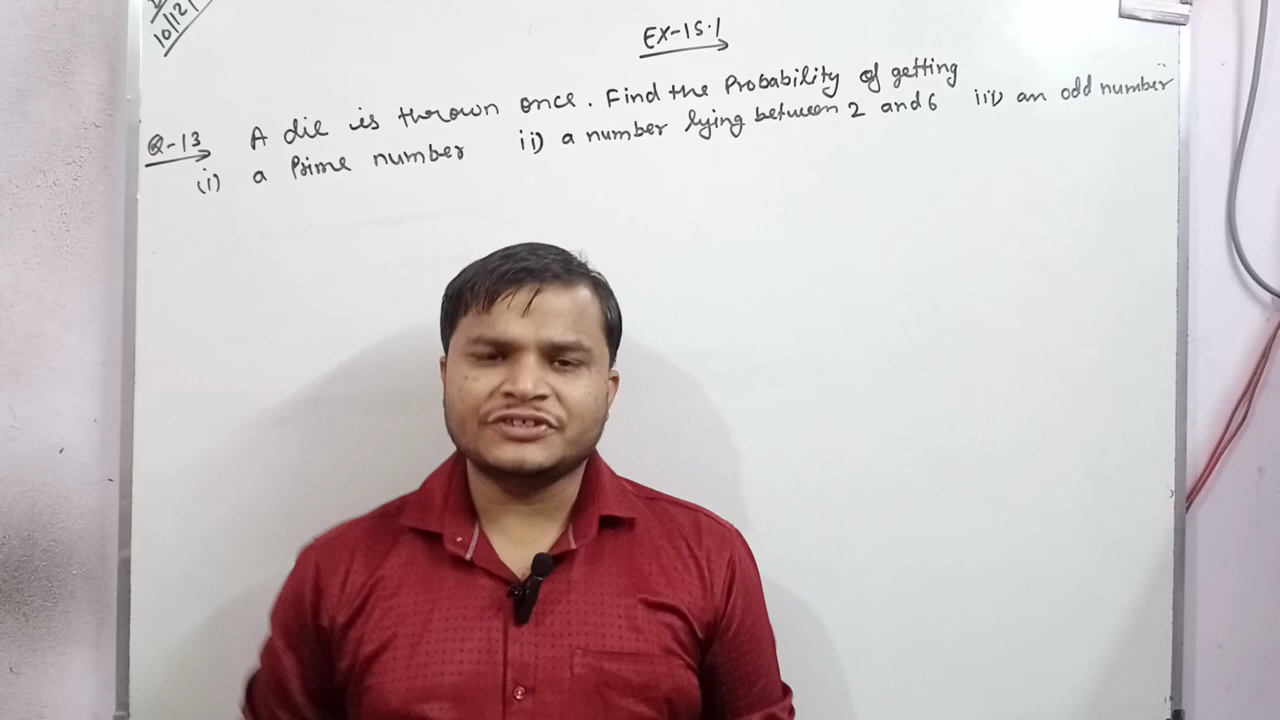 10/12/
EX-15.1
Q-13 A die is thrown once. Find the Probability of getting
(i) a Prime number ii) a number lying between 2 and 6 iii) an odd number